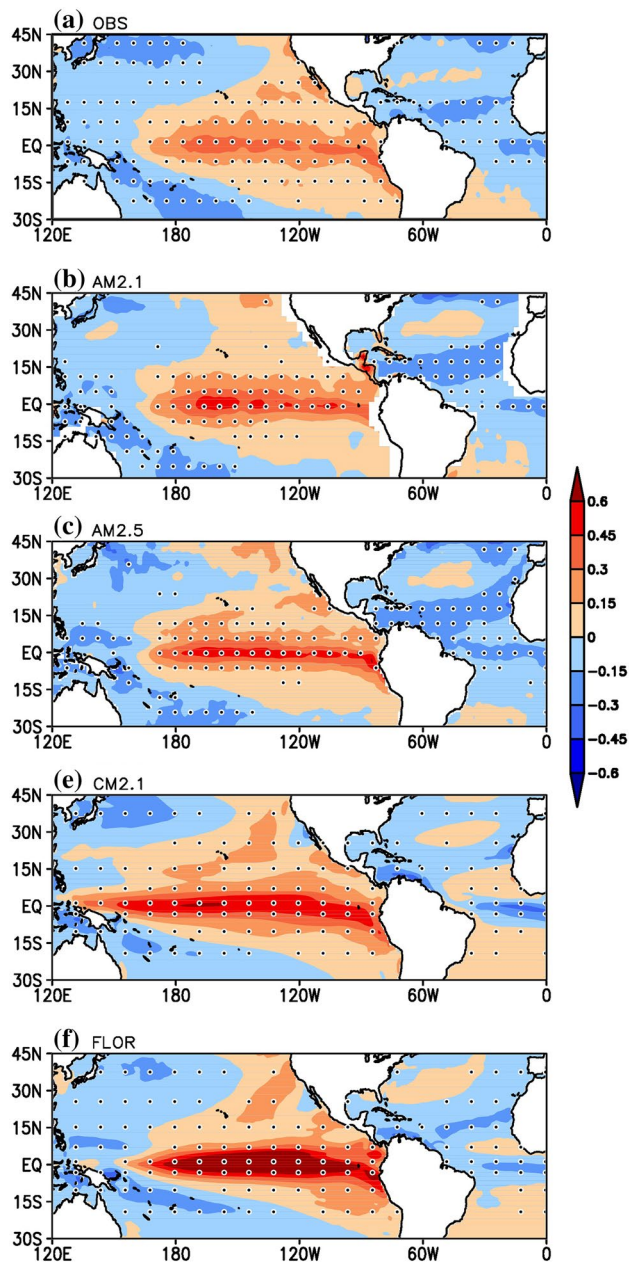 (a) OBS
45N
30N
15N
EQ
15S
30S
120E 180 120W 60W 0
(b) AM2.1
45N
30N
15N
EQ
15S
30S
120E 180 120W 60W 0
(c) AM2.5
45N
30N
15N
EQ
15S
30S
120E 180 120W 60W 0
(e) CM2.1
45N
30N
15N
EQ
15S
30S
120E 180 120W 60W 0
(f) FLOR
45N
30N
15N
EQ
15S
30S
120E 180 120W 60W 0
0.6
0.45
0.3
0.15
0
-0.15
-0.3
-0.45
-0.6